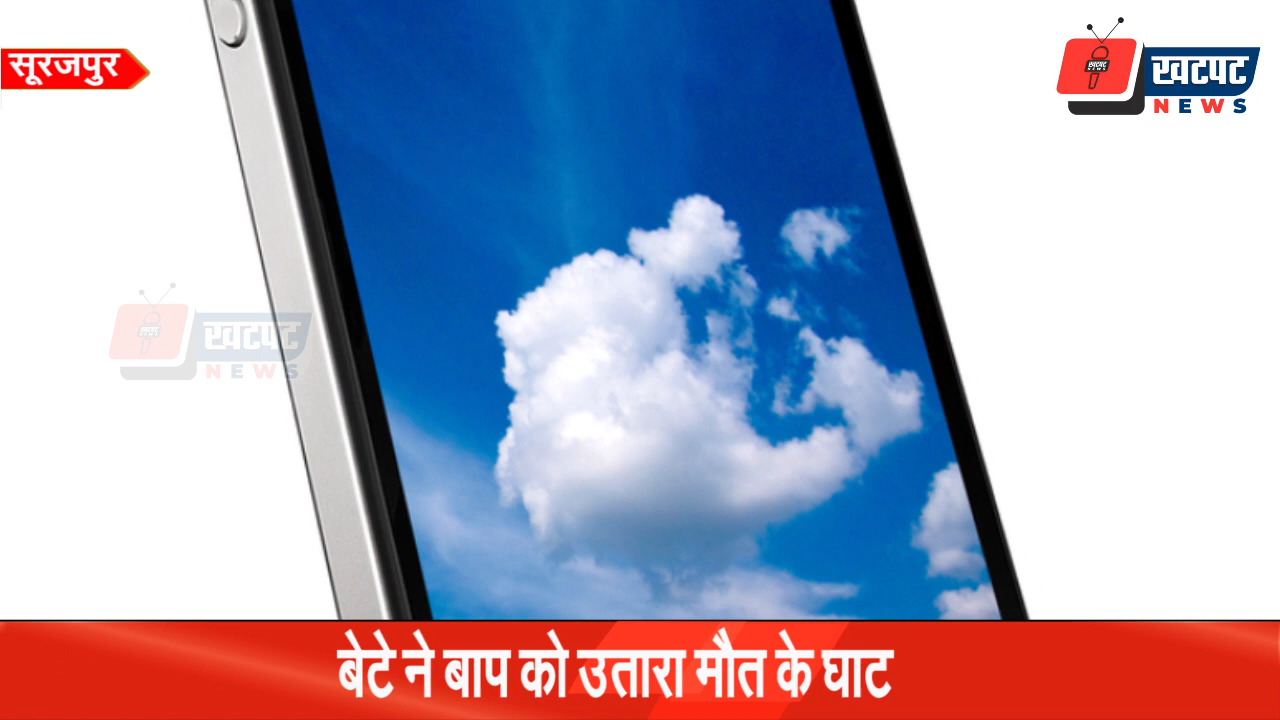 सूरजपुर
खटपट
NEWS
खटपट
NEWS
बेटे ने बाप को उतारा मौत के घाट